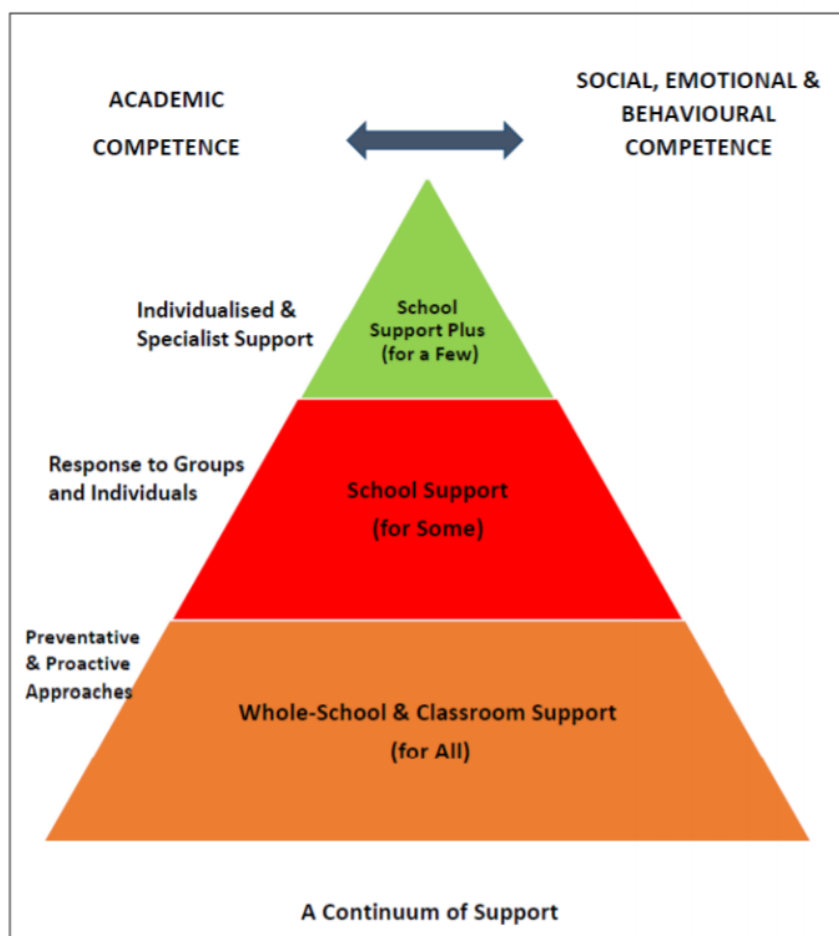 ACADEMIC
COMPETENCE
SOCIAL, EMOTIONAL &
BEHAVIOURAL
COMPETENCE
Individualised &
Specialist Support
School
Support Plus
(for a Few)
Response to Groups
and Individuals
School Support
(for Some)
Preventative
& Proactive
Approaches
Whole-School & Classroom Support
(for All)
A Continuum of Support